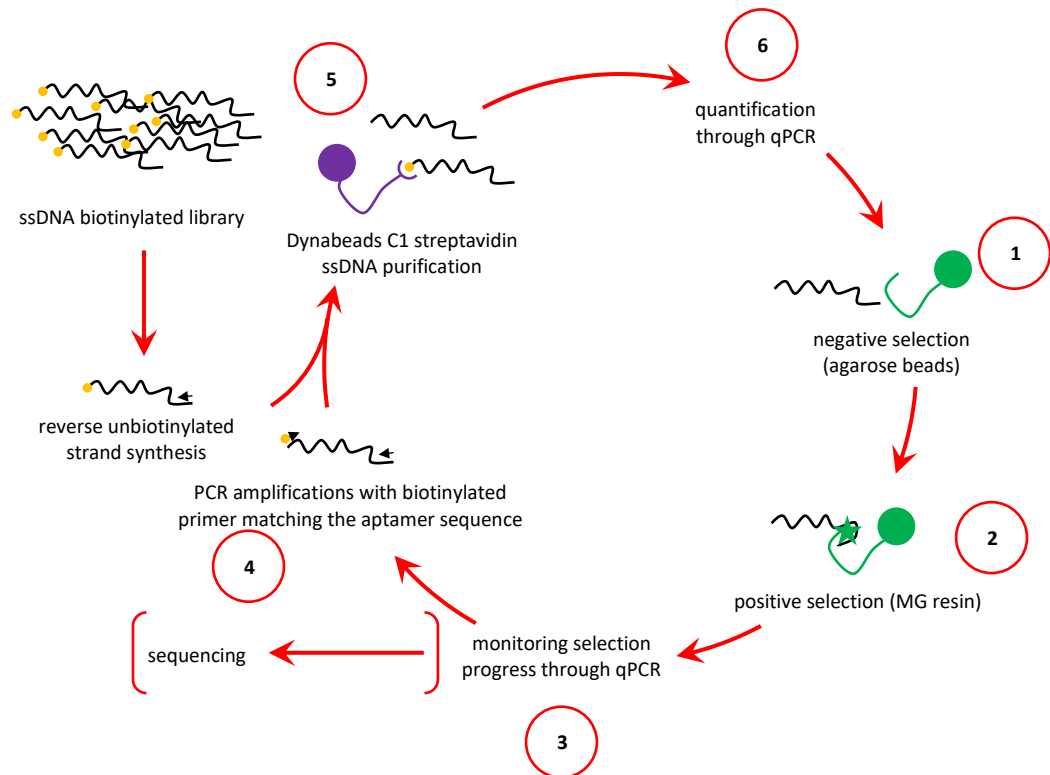 6
5
quantification
through qPCR
ssDNA biotinylated library
Dynabeads C1 streptavidin
ssDNA purification
1
negative selection
(agarose beads)
reverse unbiotinylated
strand synthesis
PCR amplifications with biotinylated
primer matching the aptamer sequence
2
4
positive selection (MG resin)
sequencing
monitoring selection
progress through qPCR
3